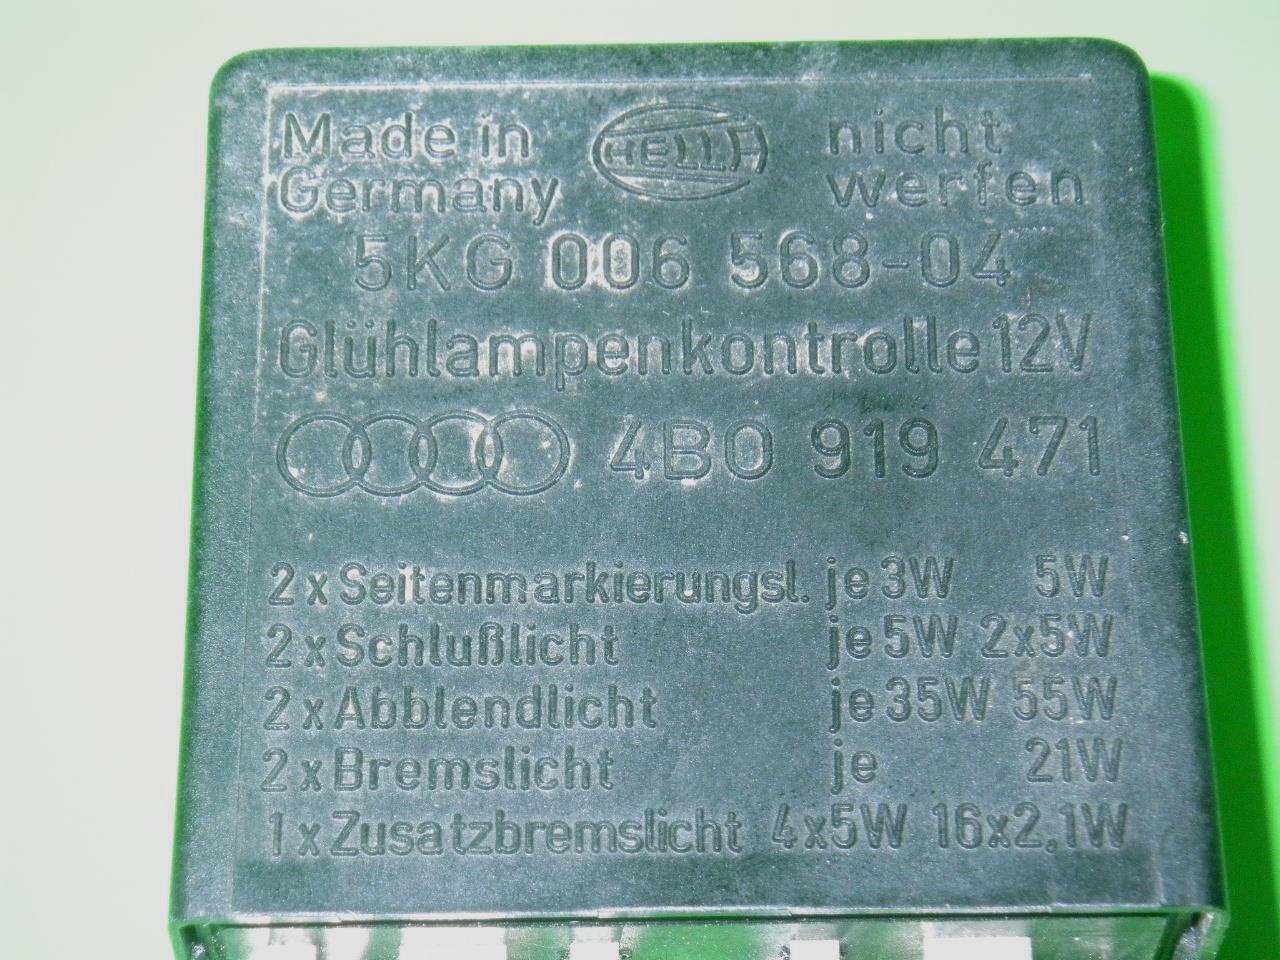 Made in Germany
HELLA
nicht werfen
5KG 006 568-04
Glühlampenkontrolle 12V
4B0 919 471
2 x Seitenmarkierungsl. je 3W 5W
2 x Schlußlicht je 5W 2x5W
2 x Abblendlicht je 35W 55W
2 x Bremslicht je 21W
1 x Zusatzbremslicht 4x5W 16x2,1W